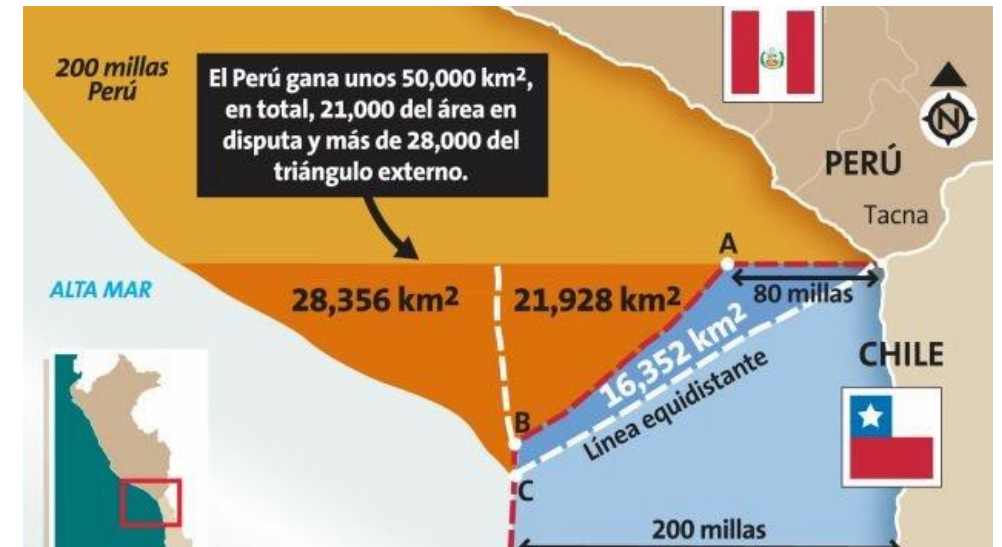 200 millas
Perú
El Perú gana unos 50,000 km²,
en total, 21,000 del área en
disputa y más de 28,000 del
triángulo externo.
N
PERÚ
Tacna
A
ALTA MAR
28,356 km²
21,928 km²
80 millas
16,352 km²
Línea equidistante
CHILE
B
C
200 millas